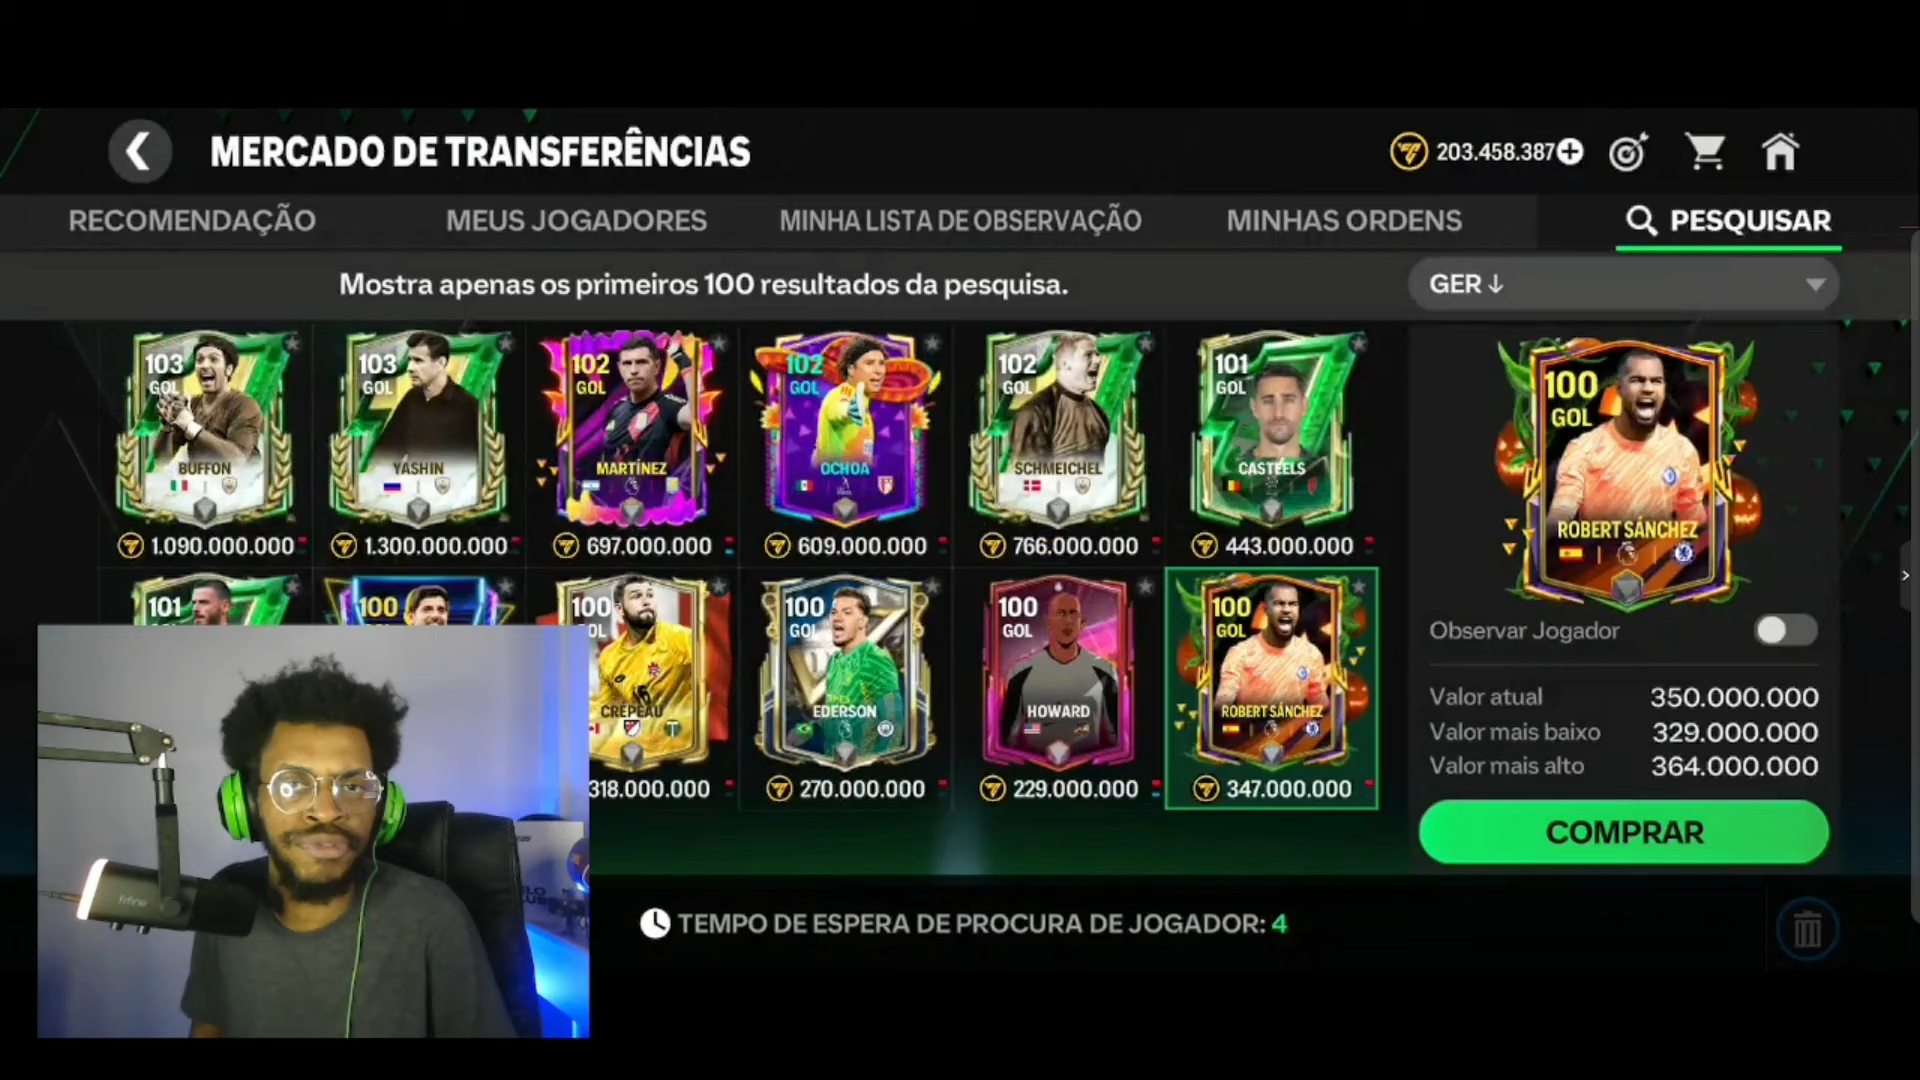 MERCADO DE TRANSFERÊNCIAS
203.458.387
RECOMENDAÇÃO
MEUS JOGADORES
MINHA LISTA DE OBSERVAÇÃO
MINHAS ORDENS
PESQUISAR
Mostra apenas os primeiros 100 resultados da pesquisa.
GER ↓
103
GOL
BUFFON
1.090.000.000
103
GOL
YASHIN
1.300.000.000
102
GOL
MARTÍNEZ
697.000.000
102
GOL
OCHOA
609.000.000
102
GOL
SCHMEICHEL
766.000.000
101
GOL
CASTEELS
443.000.000
101
100
100
GOL
CRÉPEAU
318.000.000
100
GOL
EDERSON
270.000.000
100
GOL
HOWARD
229.000.000
100
GOL
ROBERT SÁNCHEZ
347.000.000
100
GOL
ROBERT SÁNCHEZ
Observar Jogador
Valor atual 350.000.000
Valor mais baixo 329.000.000
Valor mais alto 364.000.000
COMPRAR
TEMPO DE ESPERA DE PROCURA DE JOGADOR: 4
fifine